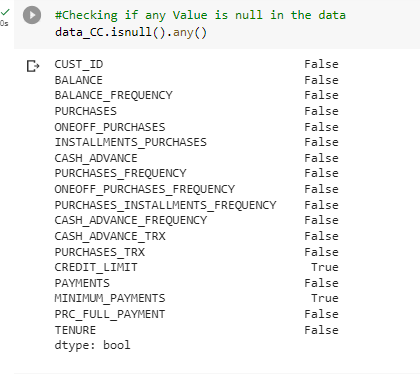 0s
#Checking if any Value is null in the data
data_CC.isnull().any()
CUST_ID False
BALANCE False
BALANCE_FREQUENCY False
PURCHASES False
ONEOFF_PURCHASES False
INSTALLMENTS_PURCHASES False
CASH_ADVANCE False
PURCHASES_FREQUENCY False
ONEOFF_PURCHASES_FREQUENCY False
PURCHASES_INSTALLMENTS_FREQUENCY False
CASH_ADVANCE_FREQUENCY False
CASH_ADVANCE_TRX False
PURCHASES_TRX False
CREDIT_LIMIT True
PAYMENTS False
MINIMUM_PAYMENTS True
PRC_FULL_PAYMENT False
TENURE False
dtype: bool